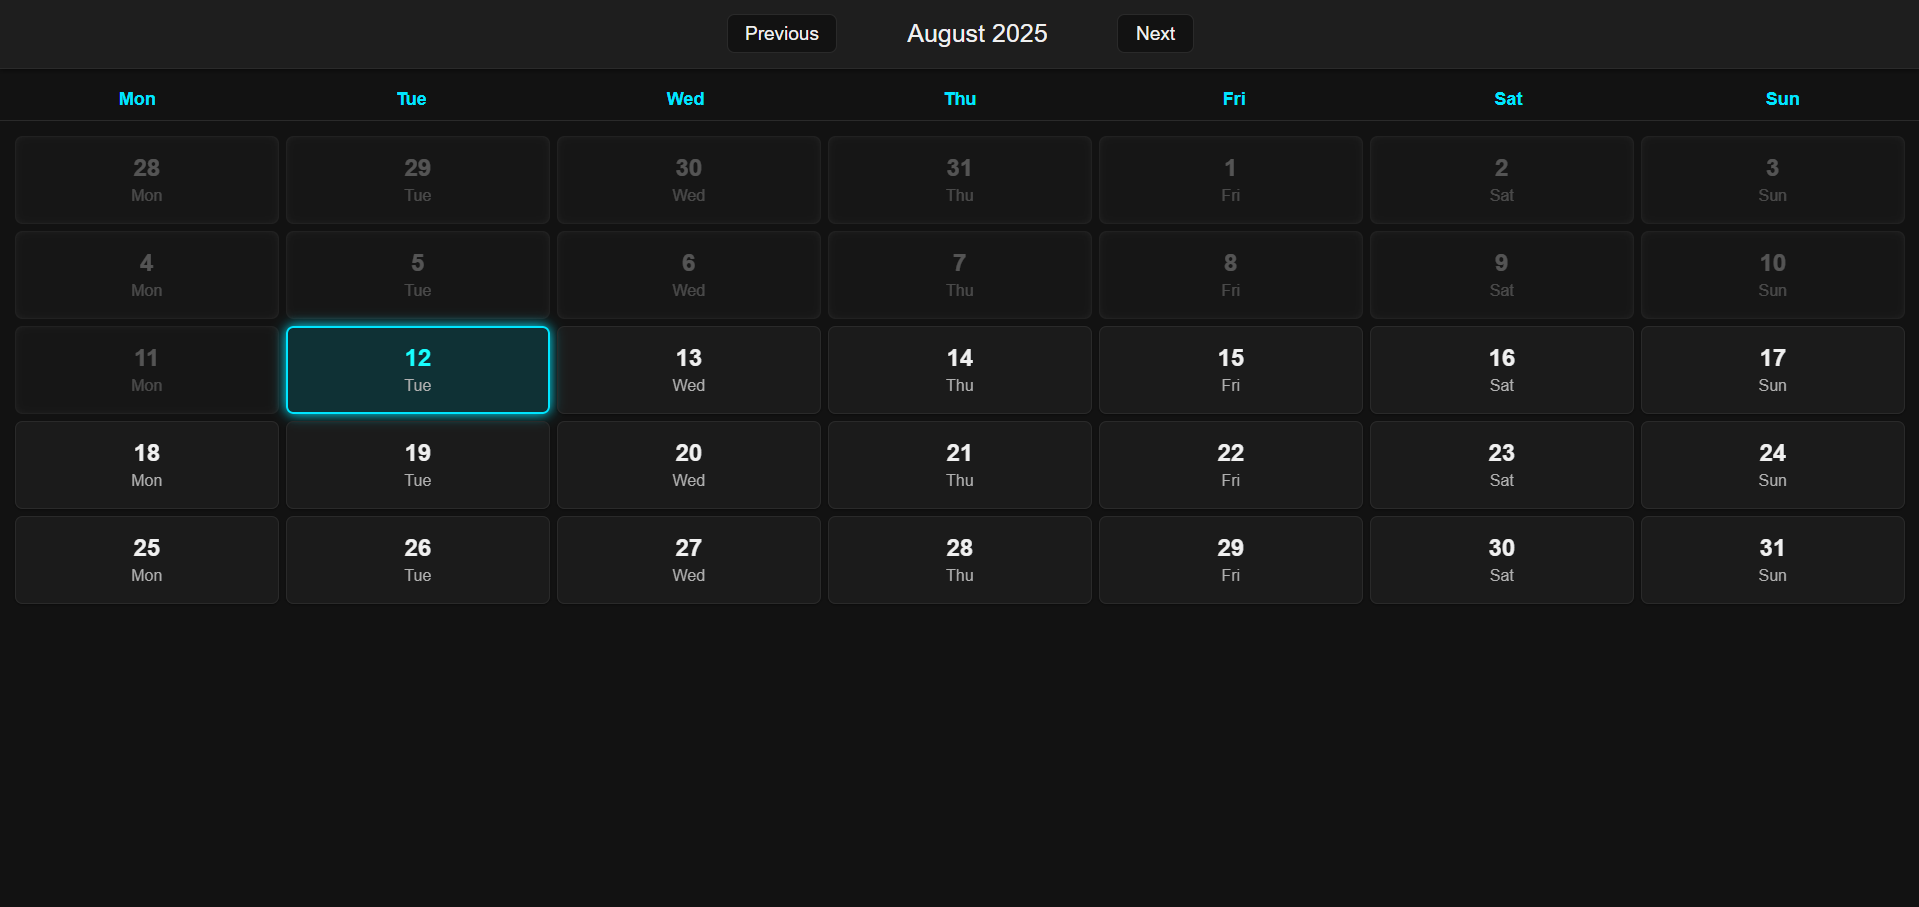 Previous August 2025 Next
Mon Tue Wed Thu Fri Sat Sun
28 29 30 31 1 2 3
Mon Tue Wed Thu Fri Sat Sun
4 5 6 7 8 9 10
Mon Tue Wed Thu Fri Sat Sun
11 12 13 14 15 16 17
Mon Tue Wed Thu Fri Sat Sun
18 19 20 21 22 23 24
Mon Tue Wed Thu Fri Sat Sun
25 26 27 28 29 30 31
Mon Tue Wed Thu Fri Sat Sun